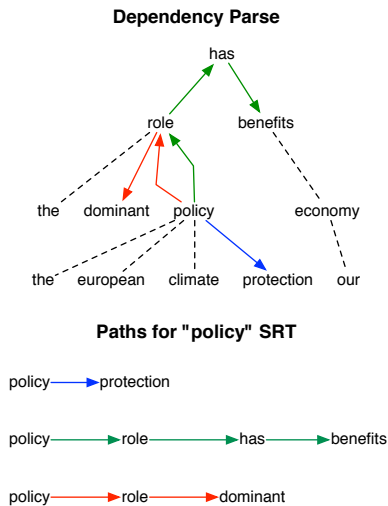 Dependency Parse
has
role benefits
the dominant policy economy
the european climate protection our
Paths for "policy" SRT
policy protection
policy role has benefits
policy role dominant